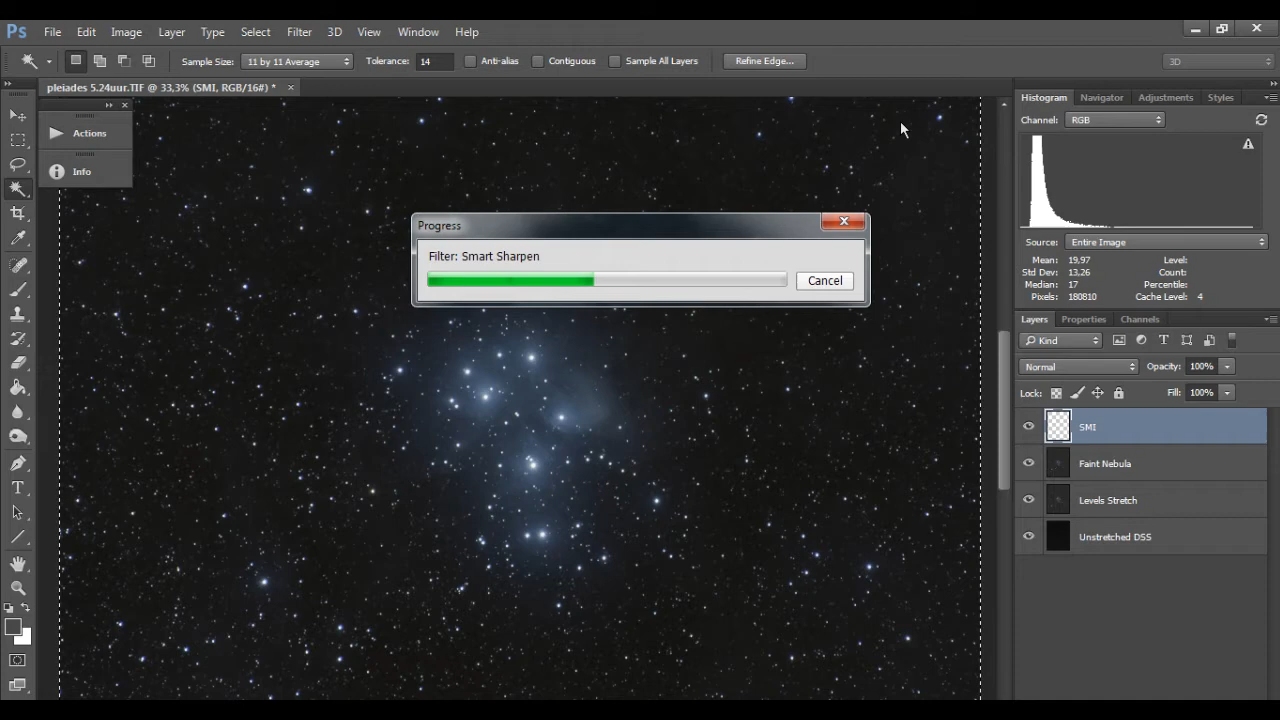 Ps File Edit Image Layer Type Select Filter 3D View Window Help
Sample Size: 11 by 11 Average Tolerance: 14 Anti-alias Contiguous Sample All Layers Refine Edge... 3D
pleiades 5.24uur.TIF @ 33,3% (SMI, RGB/16#) *
Actions
Info
Progress
Filter: Smart Sharpen
Cancel
Histogram Navigator Adjustments Styles
Channel: RGB
Source: Entire Image
Mean: 19,97 Level:
Std Dev: 13,26 Count:
Median: 17 Percentile:
Pixels: 180810 Cache Level: 4
Layers Properties Channels
Kind
Normal Opacity: 100%
Lock: Fill: 100%
SMI
Faint Nebula
Levels Stretch
Unstretched DSS